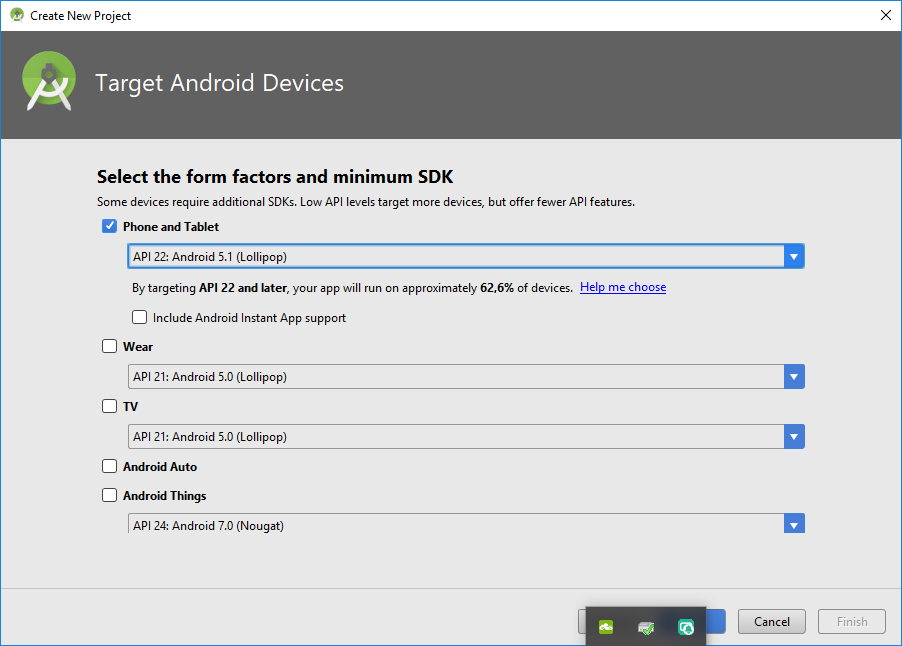 Create New Project
Target Android Devices
Select the form factors and minimum SDK
Some devices require additional SDKs. Low API levels target more devices, but offer fewer API features.
Phone and Tablet
API 22: Android 5.1 (Lollipop)
By targeting API 22 and later, your app will run on approximately 62,6% of devices. Help me choose
Include Android Instant App support
Wear
API 21: Android 5.0 (Lollipop)
TV
API 21: Android 5.0 (Lollipop)
Android Auto
Android Things
API 24: Android 7.0 (Nougat)
Cancel
Finish